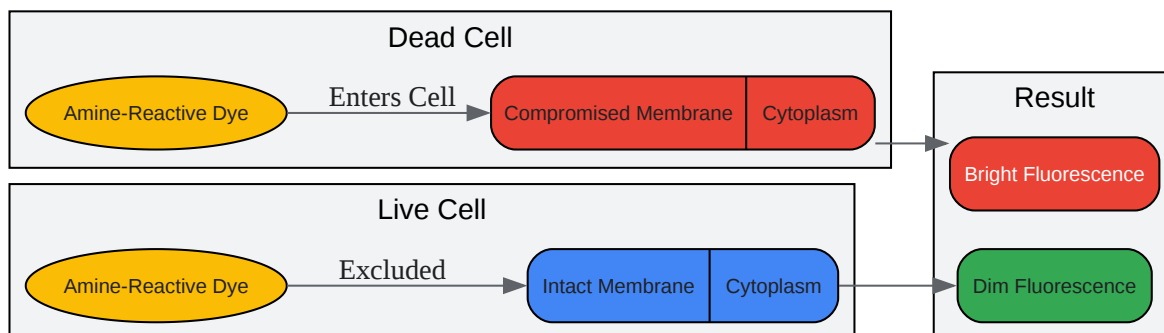 Dead Cell
Amine-Reactive Dye
Enters Cell
Compromised Membrane
Cytoplasm
Live Cell
Amine-Reactive Dye
Excluded
Intact Membrane
Cytoplasm
Result
Bright Fluorescence
Dim Fluorescence